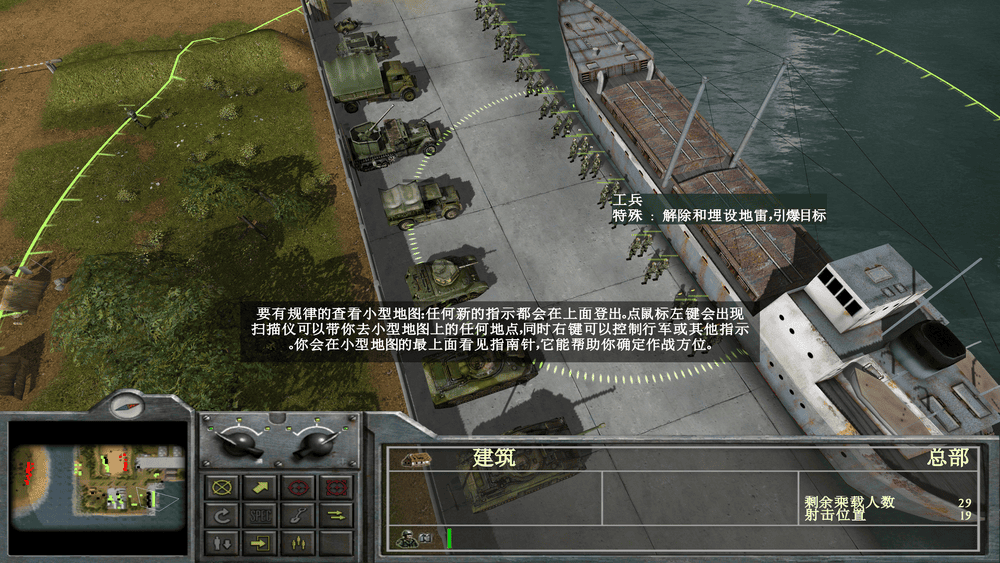 工兵
特殊 : 解除和埋设地雷,引爆目标
要有规律的查看小型地图:任何新的指示都会在上面登出。点鼠标左键会出现
扫描仪可以带你去小型地图上的任何地点,同时右键可以控制行车或其他指示
。你会在小型地图的最上面看见指南针,它能帮助你确定作战方位。
建筑
总部
剩余乘载人数 29
射击位置 19
SPEC